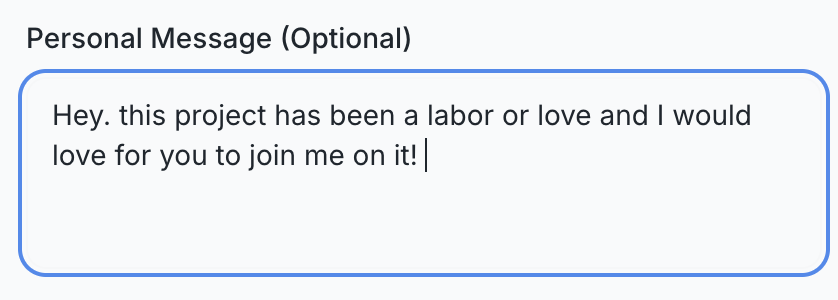 Personal Message (Optional)
Hey. this project has been a labor or love and I would
love for you to join me on it!